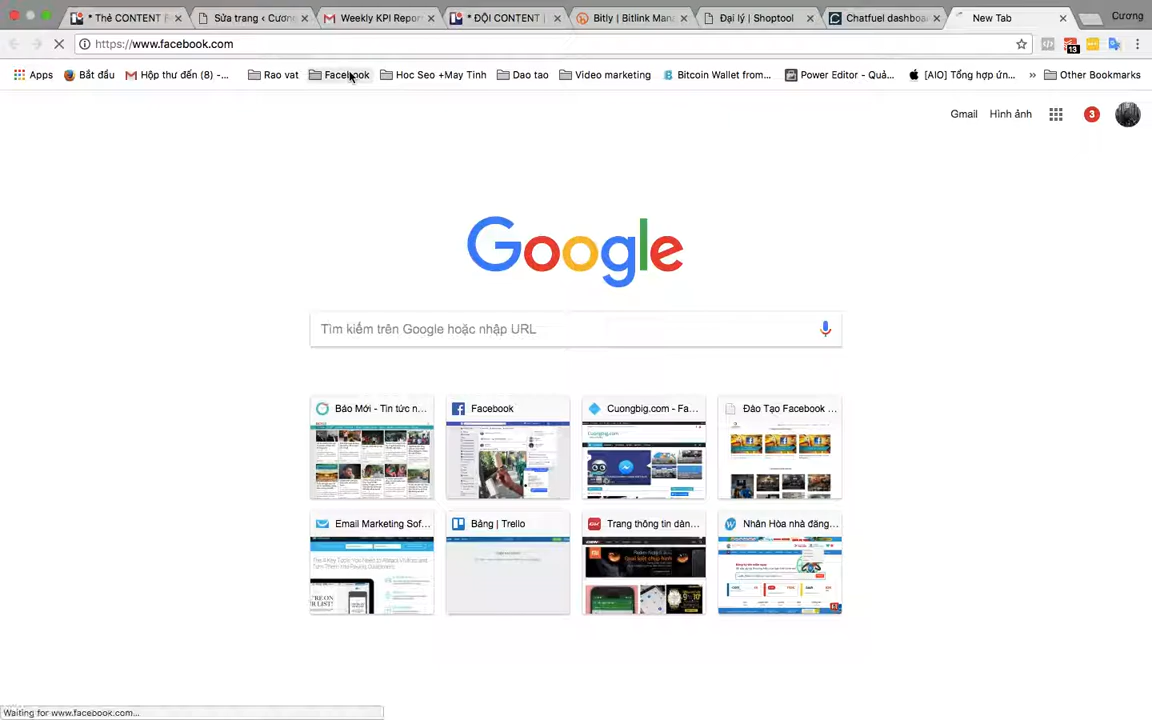 * Thẻ CONTENT F
Sửa trang ‹ Cườn
Weekly KPI Repor
* ĐỘI CONTENT |
Bitly | Bitlink Man
Đại lý | Shoptool
Chatfuel dashboa
New Tab
Cương
https://www.facebook.com
13
Apps
Bắt đầu
Hộp thư đến (8) -...
Rao vat
Facebook
Hoc Seo +May Tinh
Dao tao
Video marketing
Bitcoin Wallet from...
Power Editor - Quả...
[AIO] Tổng hợp ứn...
»
Other Bookmarks
Gmail
Hình ảnh
3
Google
Tìm kiếm trên Google hoặc nhập URL
Báo Mới - Tin tức n...
Facebook
Cuongbig.com - Fa...
Đào Tạo Facebook ...
Email Marketing Sof...
Bảng | Trello
Trang thông tin dàn...
Nhân Hòa nhà đăng...
Waiting for www.facebook.com...